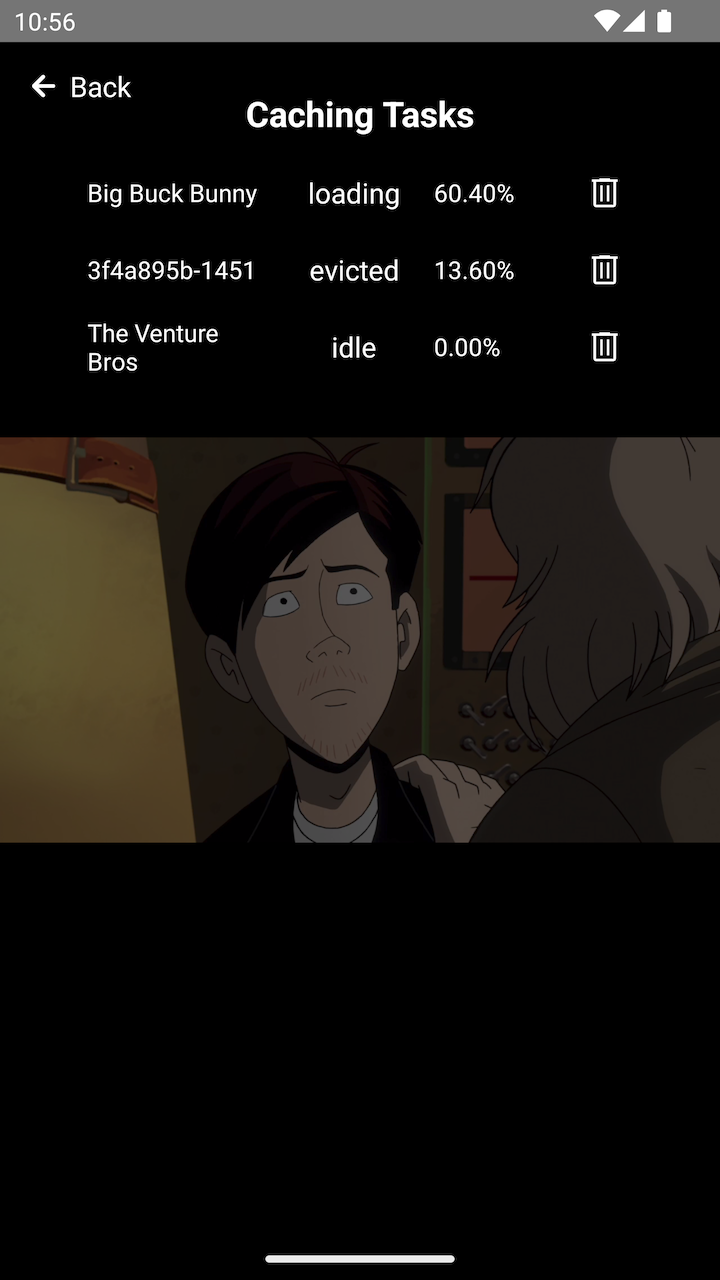 10:56
Back
Caching Tasks
Big Buck Bunny loading 60.40%
3f4a895b-1451 evicted 13.60%
The Venture
Bros idle 0.00%